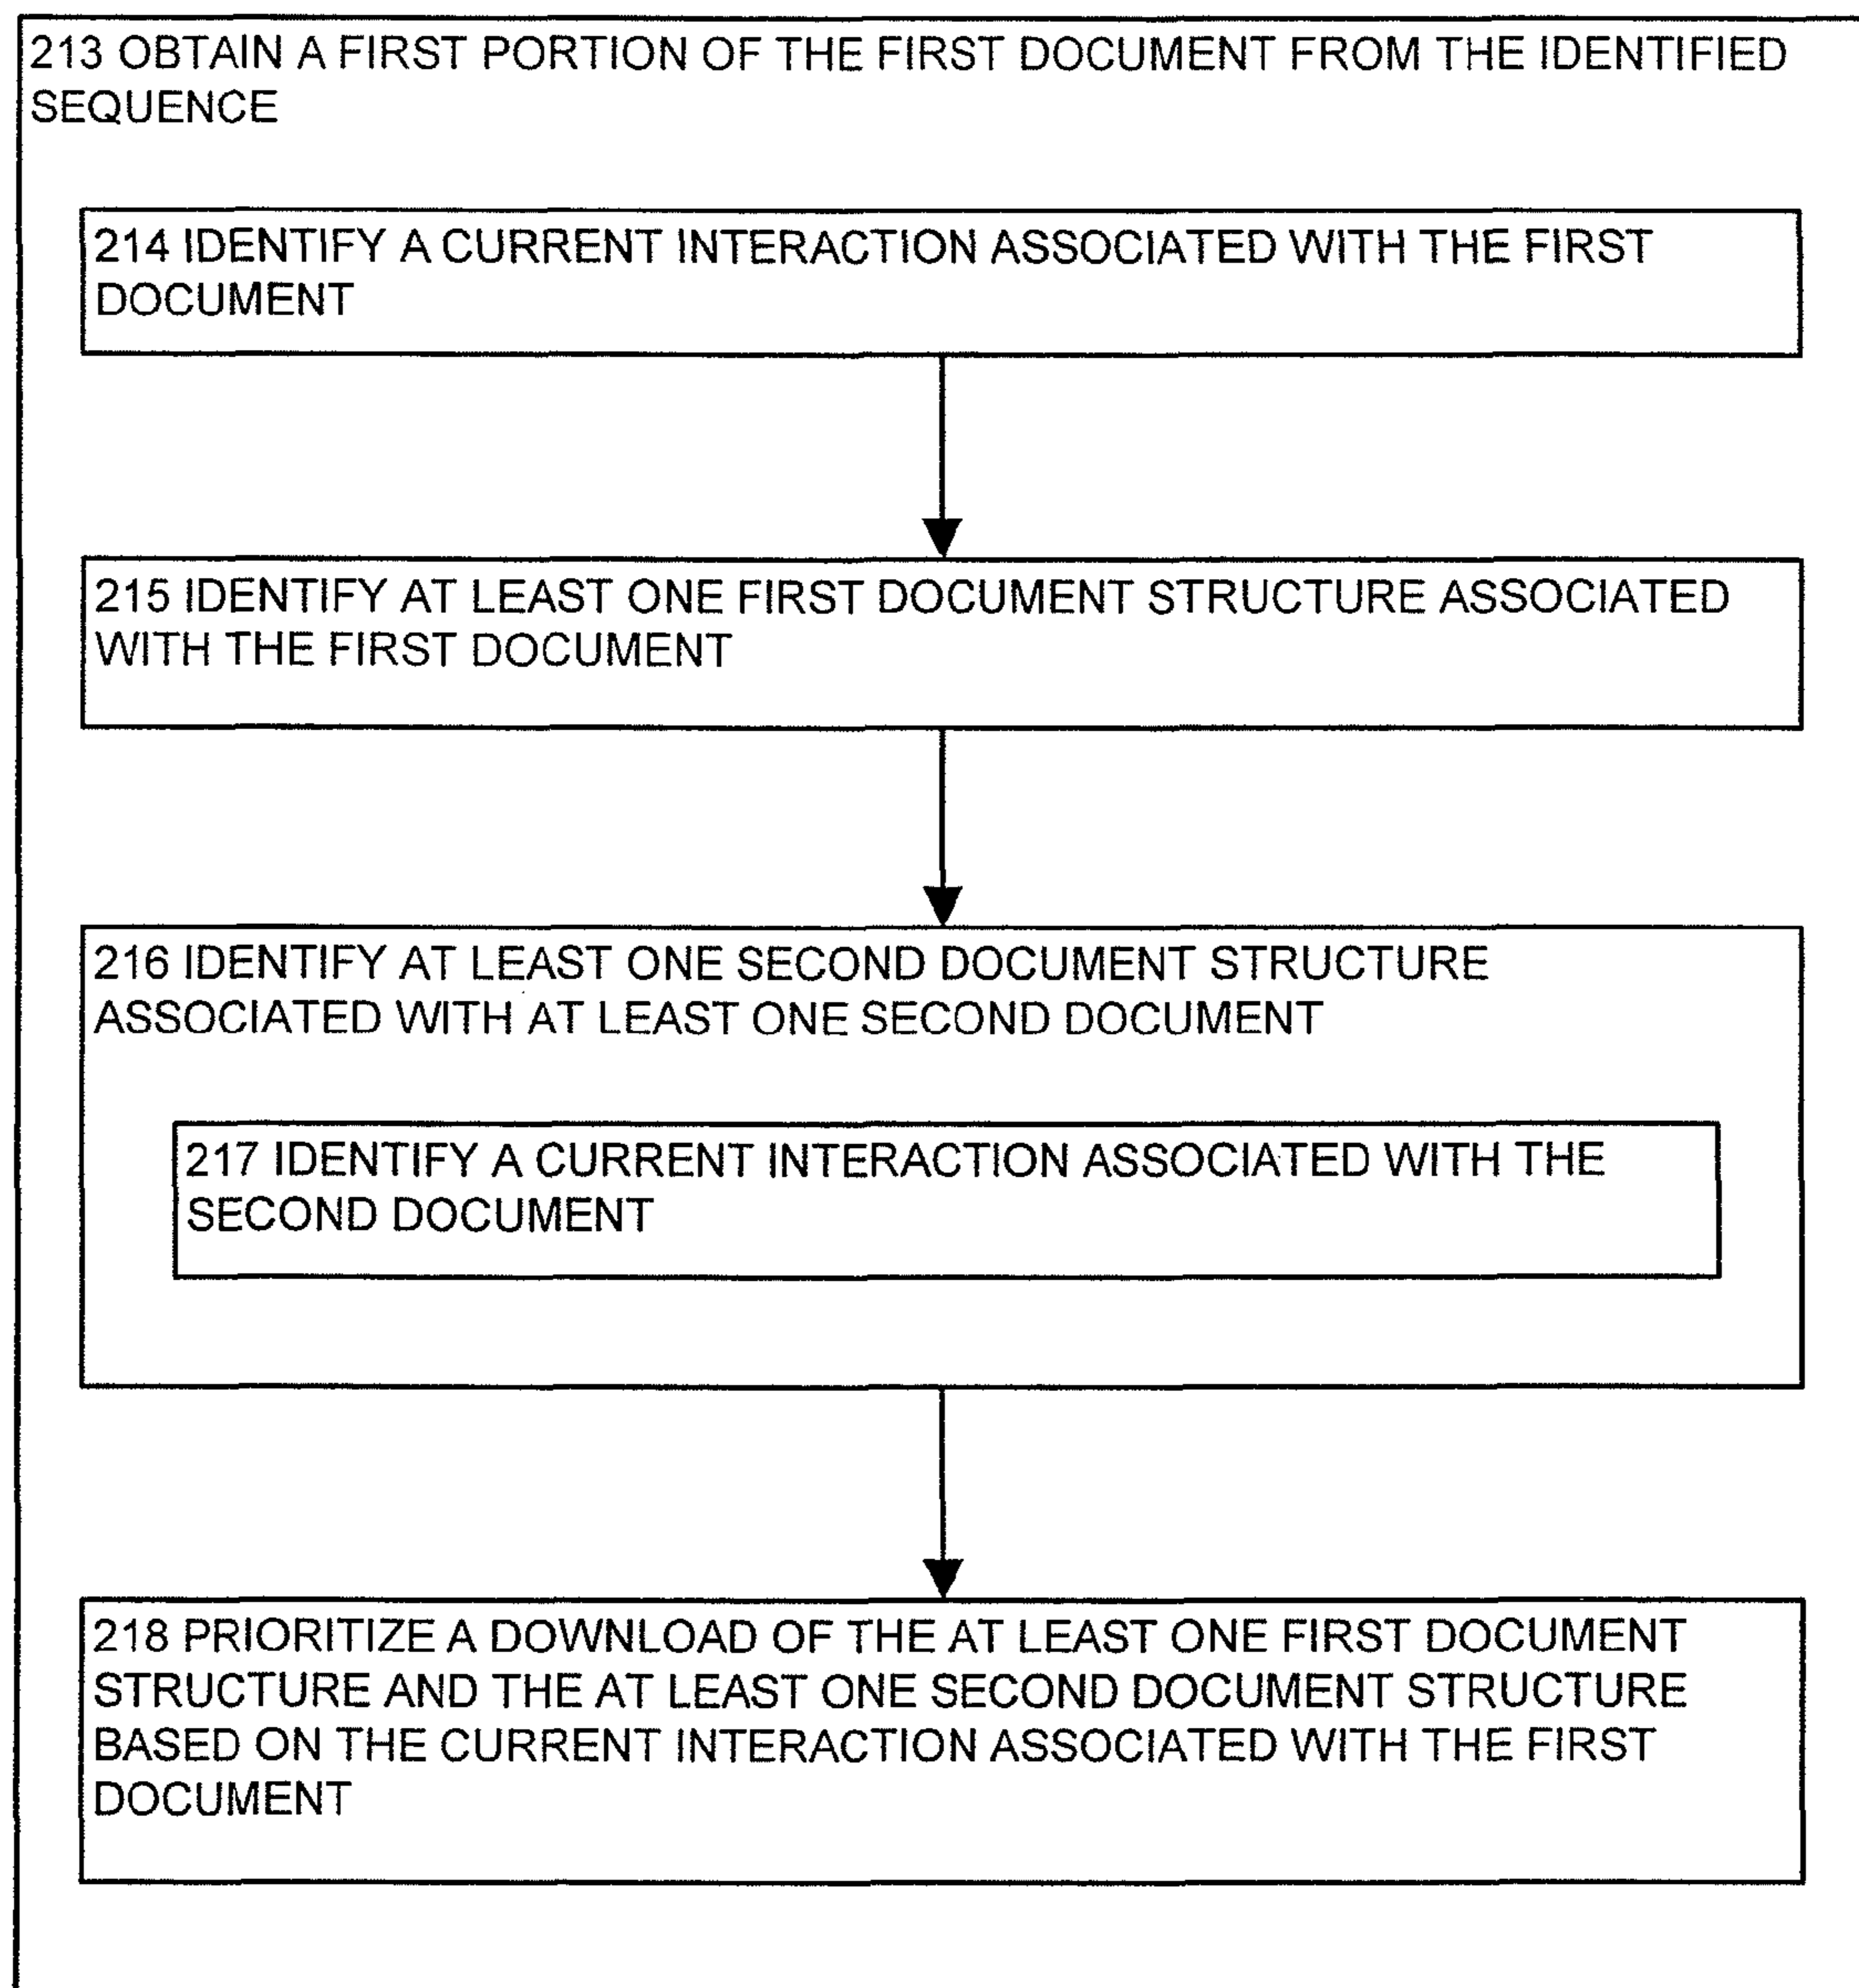 213 OBTAIN A FIRST PORTION OF THE FIRST DOCUMENT FROM THE IDENTIFIED
SEQUENCE
214 IDENTIFY A CURRENT INTERACTION ASSOCIATED WITH THE FIRST
DOCUMENT
215 IDENTIFY AT LEAST ONE FIRST DOCUMENT STRUCTURE ASSOCIATED
WITH THE FIRST DOCUMENT
216 IDENTIFY AT LEAST ONE SECOND DOCUMENT STRUCTURE
ASSOCIATED WITH AT LEAST ONE SECOND DOCUMENT
217 IDENTIFY A CURRENT INTERACTION ASSOCIATED WITH THE
SECOND DOCUMENT
218 PRIORITIZE A DOWNLOAD OF THE AT LEAST ONE FIRST DOCUMENT
STRUCTURE AND THE AT LEAST ONE SECOND DOCUMENT STRUCTURE
BASED ON THE CURRENT INTERACTION ASSOCIATED WITH THE FIRST
DOCUMENT